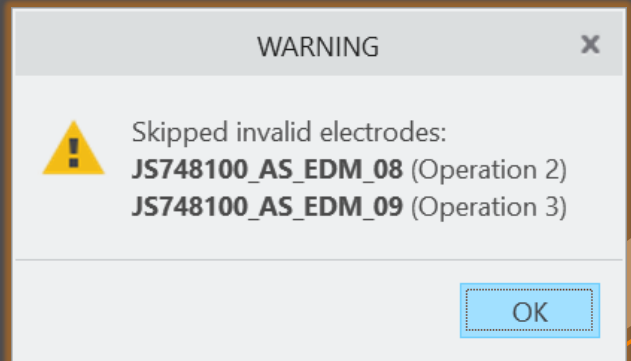 WARNING
Skipped invalid electrodes:
JS748100_AS_EDM_08 (Operation 2)
JS748100_AS_EDM_09 (Operation 3)
OK